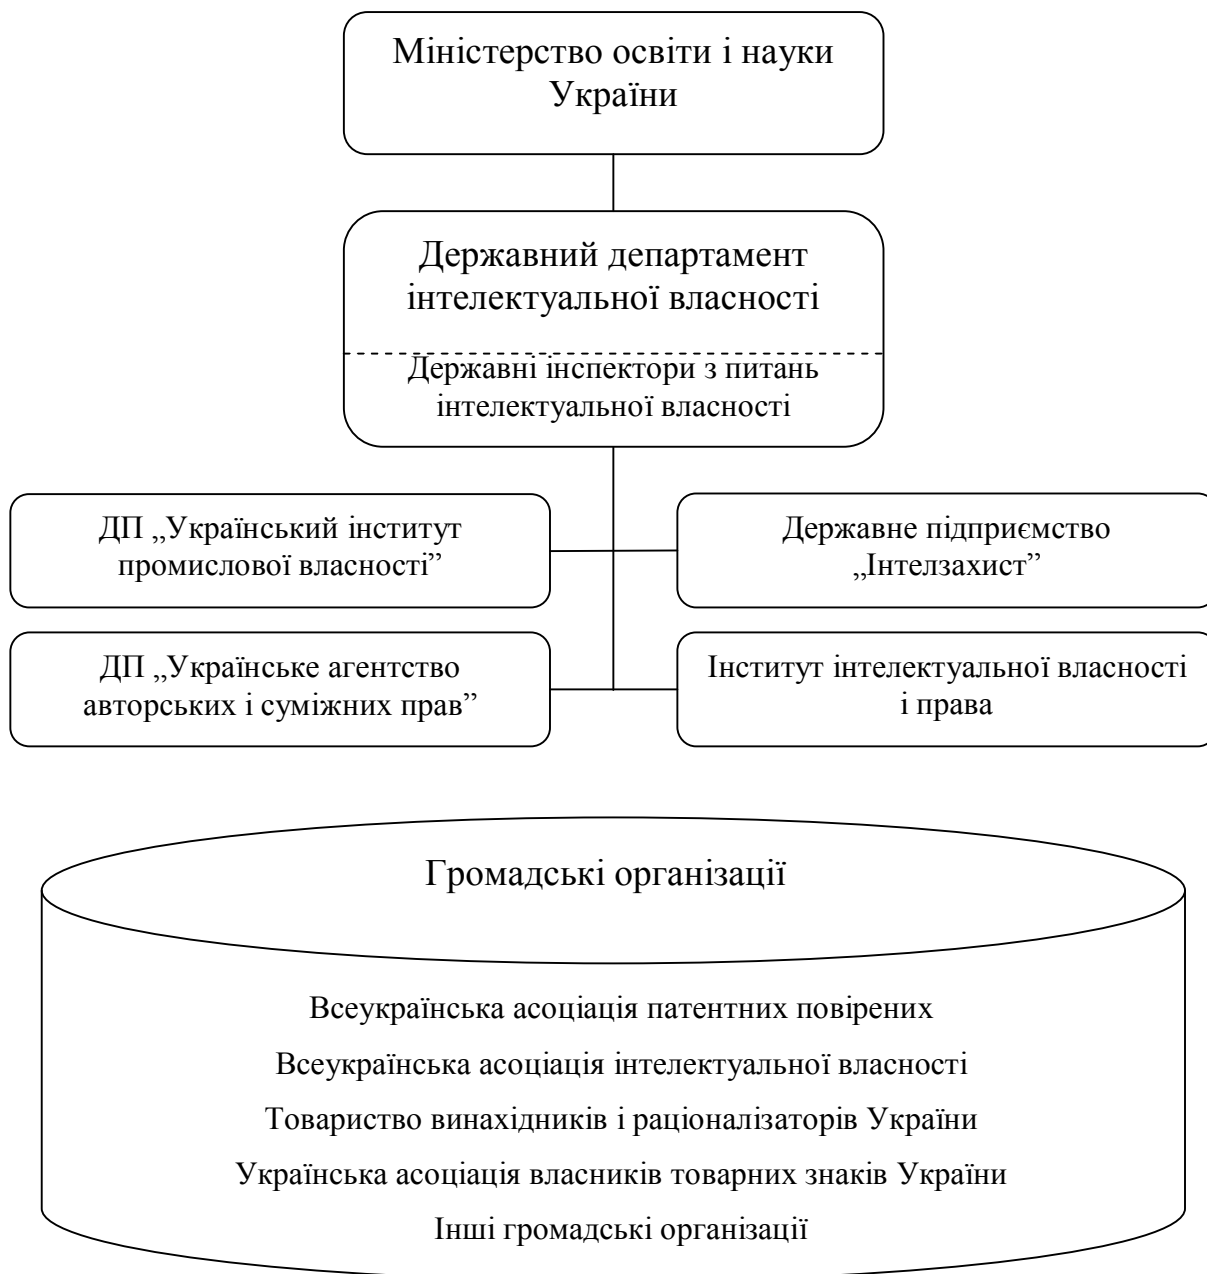 Міністерство освіти і науки
України
Державний департамент
інтелектуальної власності
Державні інспектори з питань
інтелектуальної власності
ДП „Український інститут
промислової власності”
Державне підприємство
„Інтелзахист”
ДП „Українське агентство
авторських і суміжних прав”
Інститут інтелектуальної власності
і права
Громадські організації
Всеукраїнська асоціація патентних повірених
Всеукраїнська асоціація інтелектуальної власності
Товариство винахідників і раціоналізаторів України
Українська асоціація власників товарних знаків України
Інші громадські організації